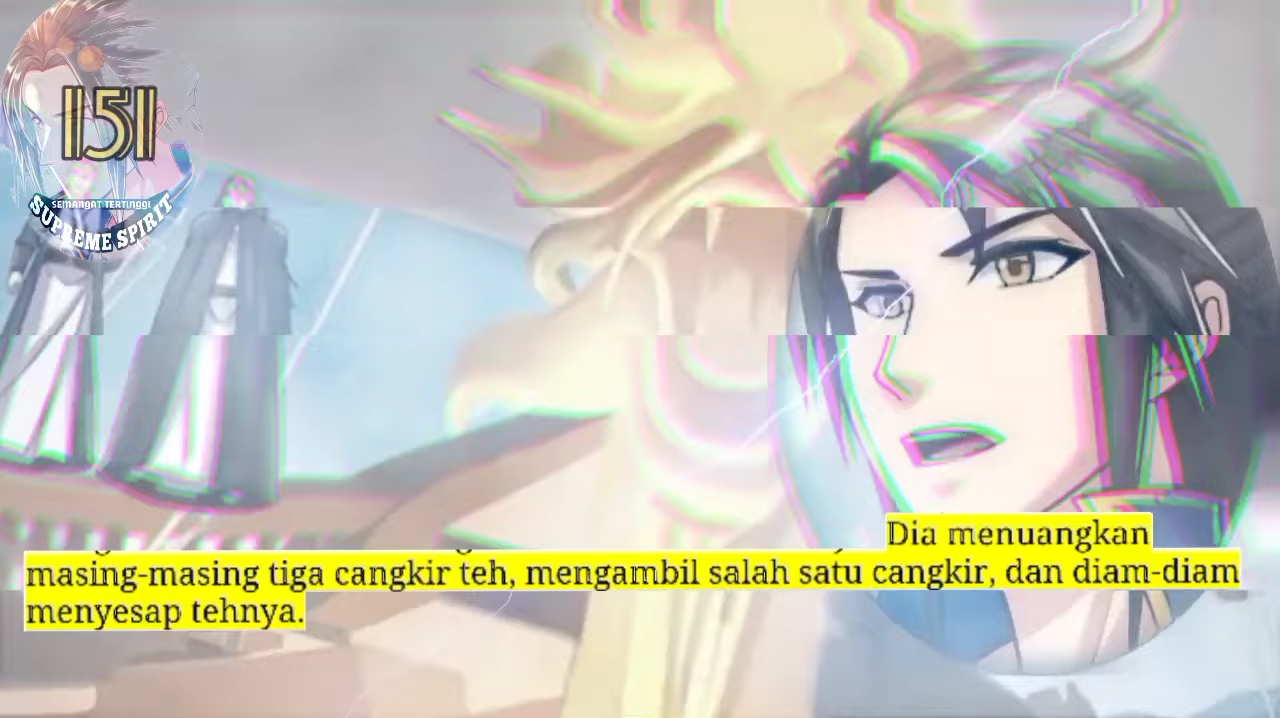 151
SEMANGAT TERTINGGI
SUPREME SPIRIT
Dia menuangkan
masing-masing tiga cangkir teh, mengambil salah satu cangkir, dan diam-diam
menyesap tehnya.